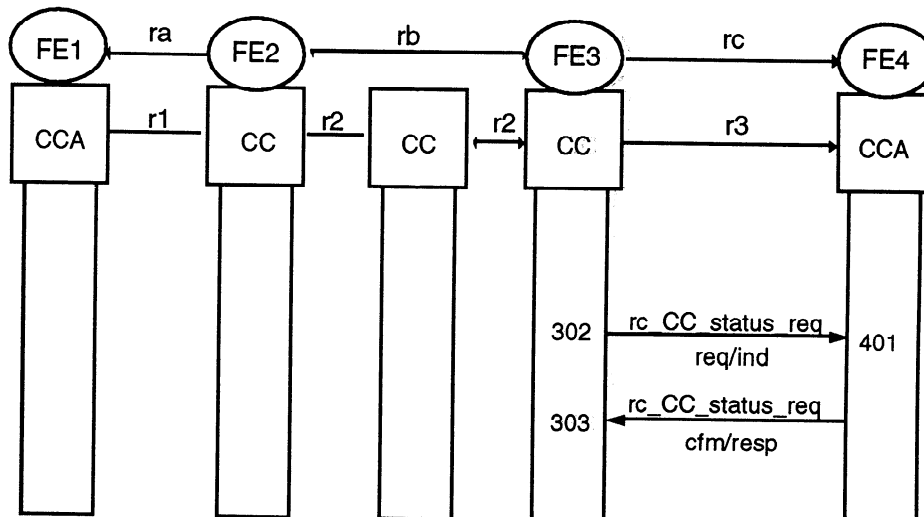 FE1 ra FE2 rb FE3 rc FE4
CCA r1 CC r2 CC r2 CC r3 CCA
302 rc_CC_status_req 401
req/ind
303 rc_CC_status_req
cfm/resp